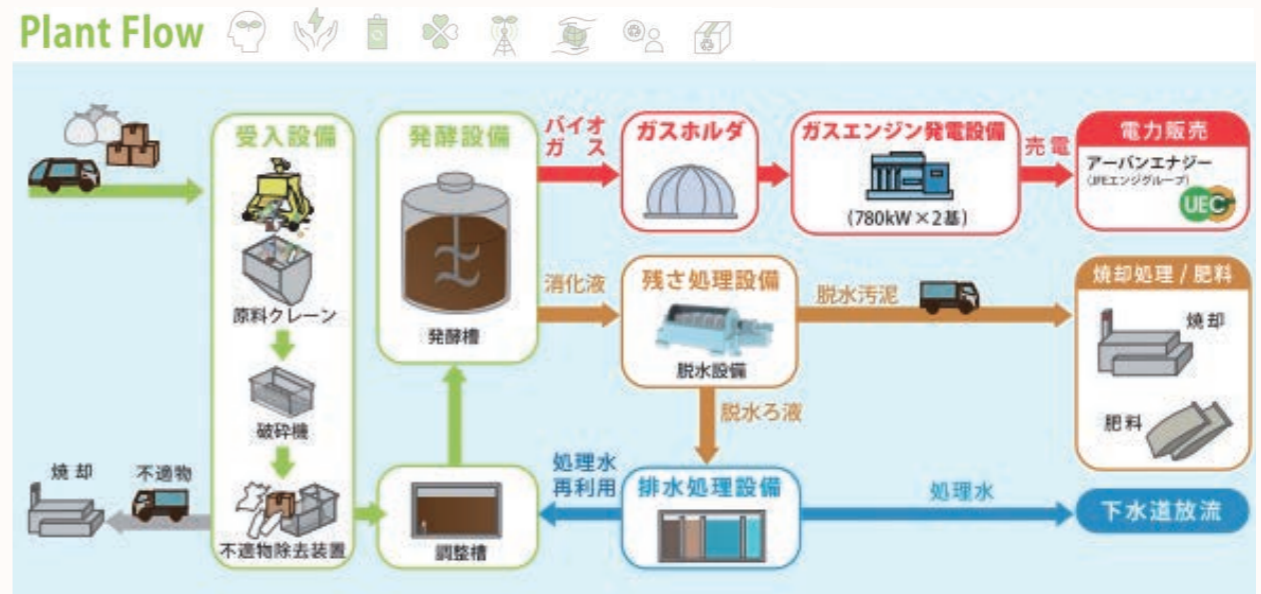 Plant Flow
受入設備
原料クレーン
破砕機
不適物除去装置
不適物
焼却
調整槽
発酵設備
発酵槽
バイオ
ガス
ガスホルダ
ガスエンジン発電設備
(780kW×2基)
売電
電力販売
アーバンエナジー
(JFEエンジグループ)
UEC
消化液
残さ処理設備
脱水設備
脱水汚泥
焼却処理/肥料
焼却
肥料
脱水ろ液
処理水
再利用
排水処理設備
処理水
下水道放流